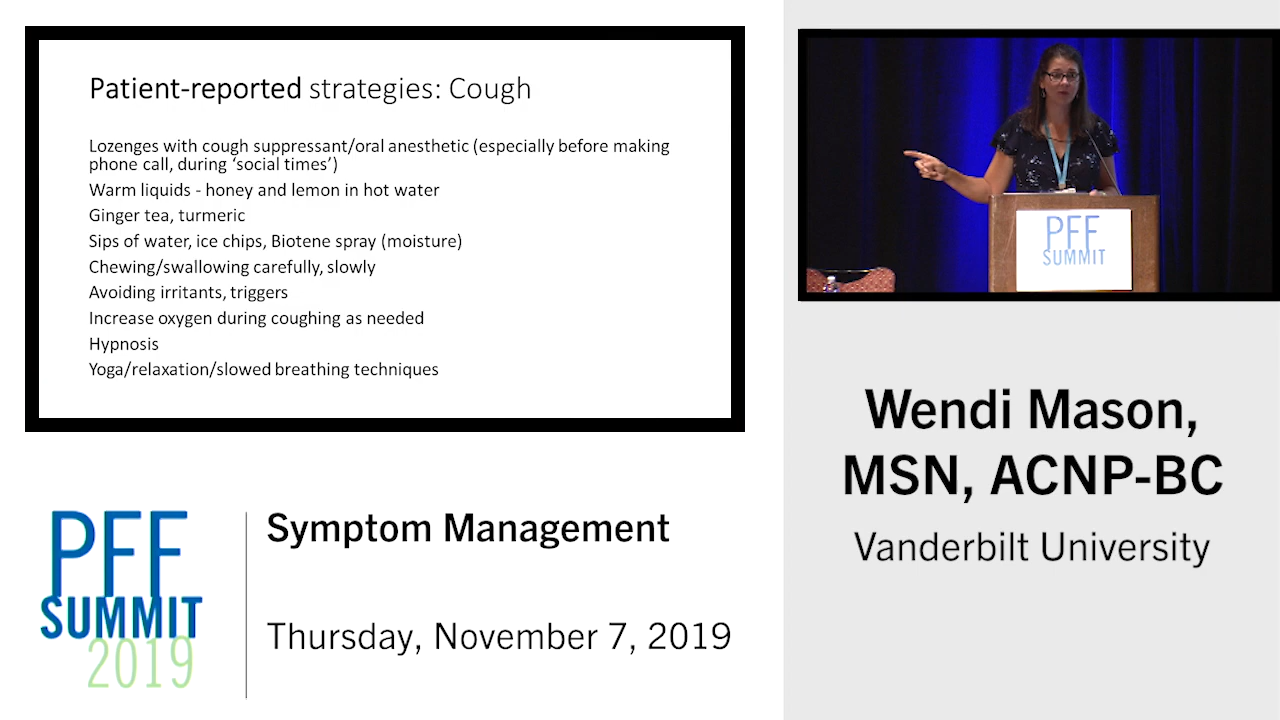 Patient-reported strategies: Cough
Lozenges with cough suppressant/oral anesthetic (especially before making
phone call, during ‘social times’)
Warm liquids - honey and lemon in hot water
Ginger tea, turmeric
Sips of water, ice chips, Biotene spray (moisture)
Chewing/swallowing carefully, slowly
Avoiding irritants, triggers
Increase oxygen during coughing as needed
Hypnosis
Yoga/relaxation/slowed breathing techniques
PFF
SUMMIT
Wendi Mason,
MSN, ACNP-BC
Vanderbilt University
PFF
SUMMIT
2019
Symptom Management
Thursday, November 7, 2019